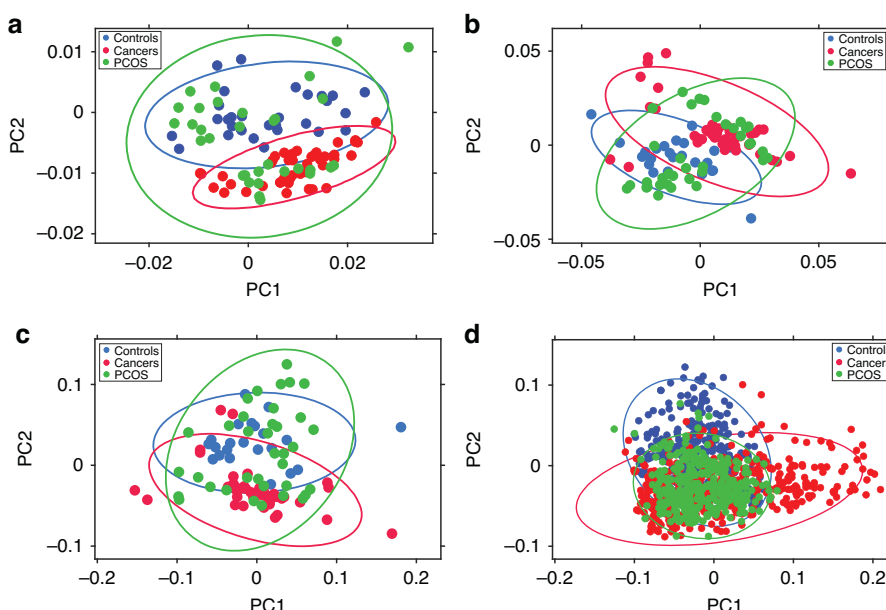 a
Controls
Cancers
PCOS
0.01
0
−0.01
−0.02
PC2
−0.02
0
0.02
PC1
b
Controls
Cancers
PCOS
0.05
0
−0.05
PC2
−0.05
0
0.05
PC1
c
Controls
Cancers
PCOS
0.1
0
−0.1
PC2
−0.2
−0.1
0
0.1
0.2
PC1
d
Controls
Cancers
PCOS
0.1
0
−0.1
PC2
−0.2
−0.1
0
0.1
0.2
PC1